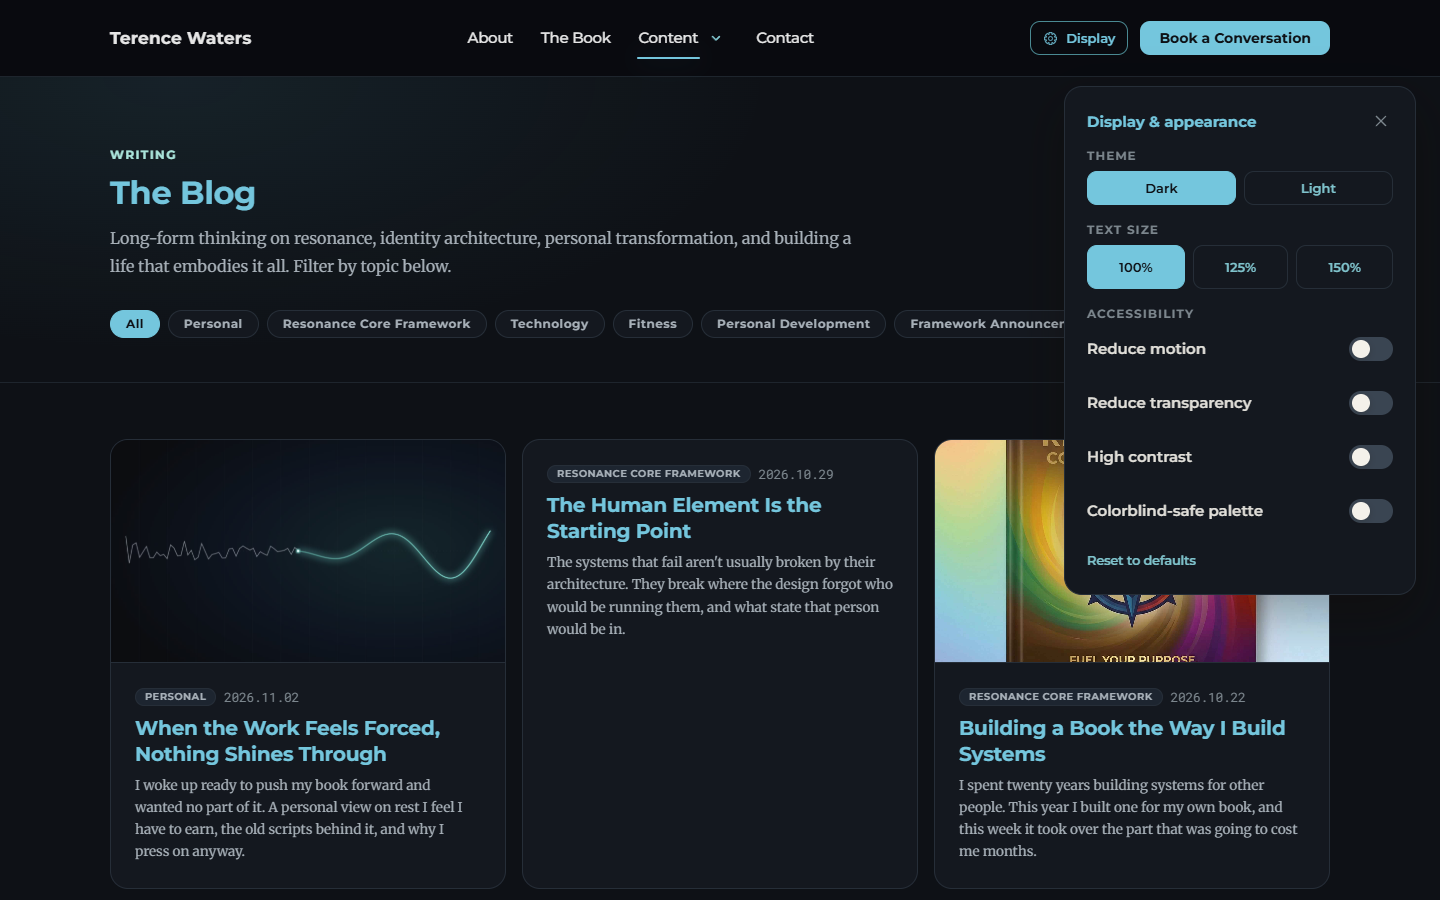 Terence Waters
About
The Book
Content
Contact
Display
Book a Conversation
WRITING
The Blog
Long-form thinking on resonance, identity architecture, personal transformation, and building a
life that embodies it all. Filter by topic below.
All
Personal
Resonance Core Framework
Technology
Fitness
Personal Development
Framework Announcer
Display & appearance
THEME
Dark
Light
TEXT SIZE
100%
125%
150%
ACCESSIBILITY
Reduce motion
Reduce transparency
High contrast
Colorblind-safe palette
Reset to defaults
PERSONAL
2026.11.02
When the Work Feels Forced,
Nothing Shines Through
I woke up ready to push my book forward and
wanted no part of it. A personal view on rest I feel I
have to earn, the old scripts behind it, and why I
press on anyway.
RESONANCE CORE FRAMEWORK
2026.10.29
The Human Element Is the
Starting Point
The systems that fail aren't usually broken by their
architecture. They break where the design forgot who
would be running them, and what state that person
would be in.
FUEL YOUR PURPOSE
RESONANCE CORE FRAMEWORK
2026.10.22
Building a Book the Way I Build
Systems
I spent twenty years building systems for other
people. This year I built one for my own book, and
this week it took over the part that was going to cost
me months.